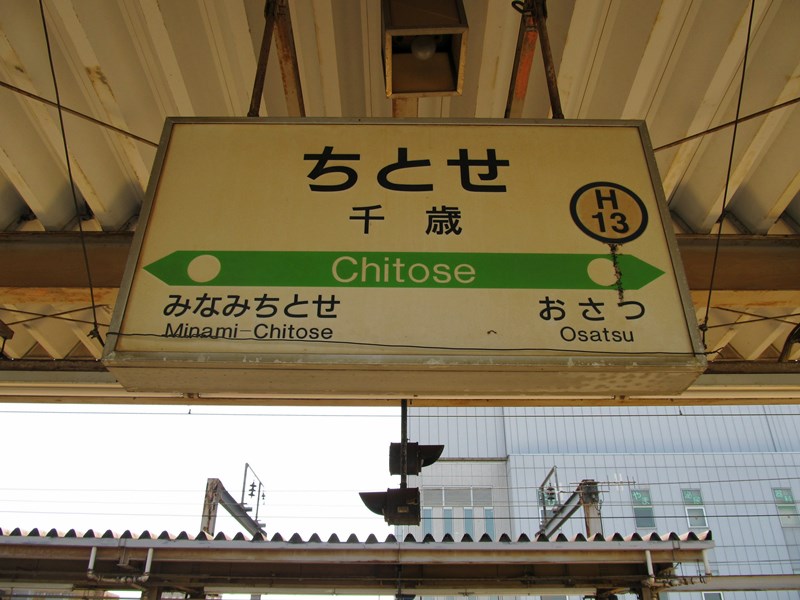 ちとせ
千歳
H
13
Chitose
みなみちとせ
Minami-Chitose
おさつ
Osatsu